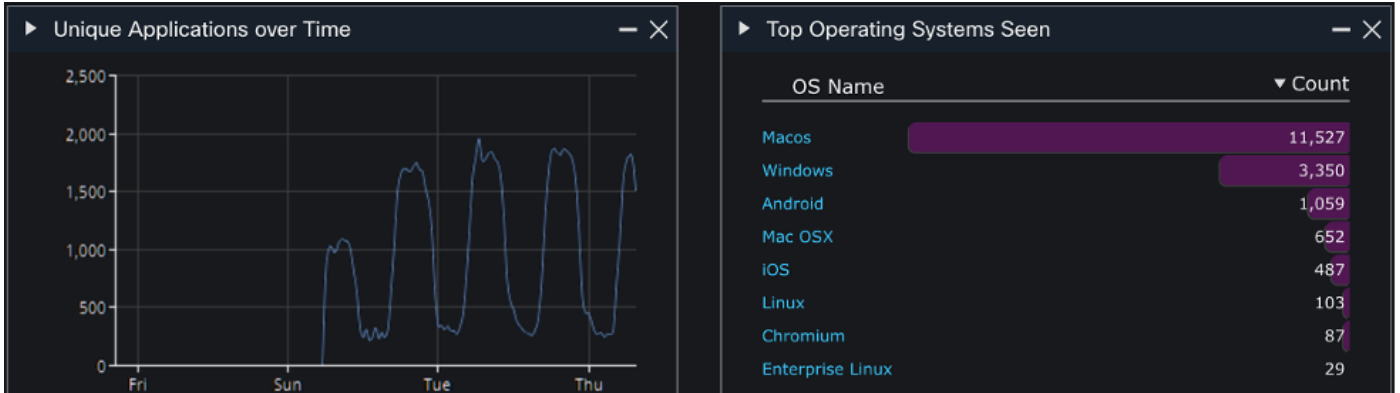 Unique Applications over Time
2,500
2,000
1,500
1,000
500
0
Fri Sun Tue Thu
Top Operating Systems Seen
OS Name Count
Macos 11,527
Windows 3,350
Android 1,059
Mac OSX 652
iOS 487
Linux 103
Chromium 87
Enterprise Linux 29